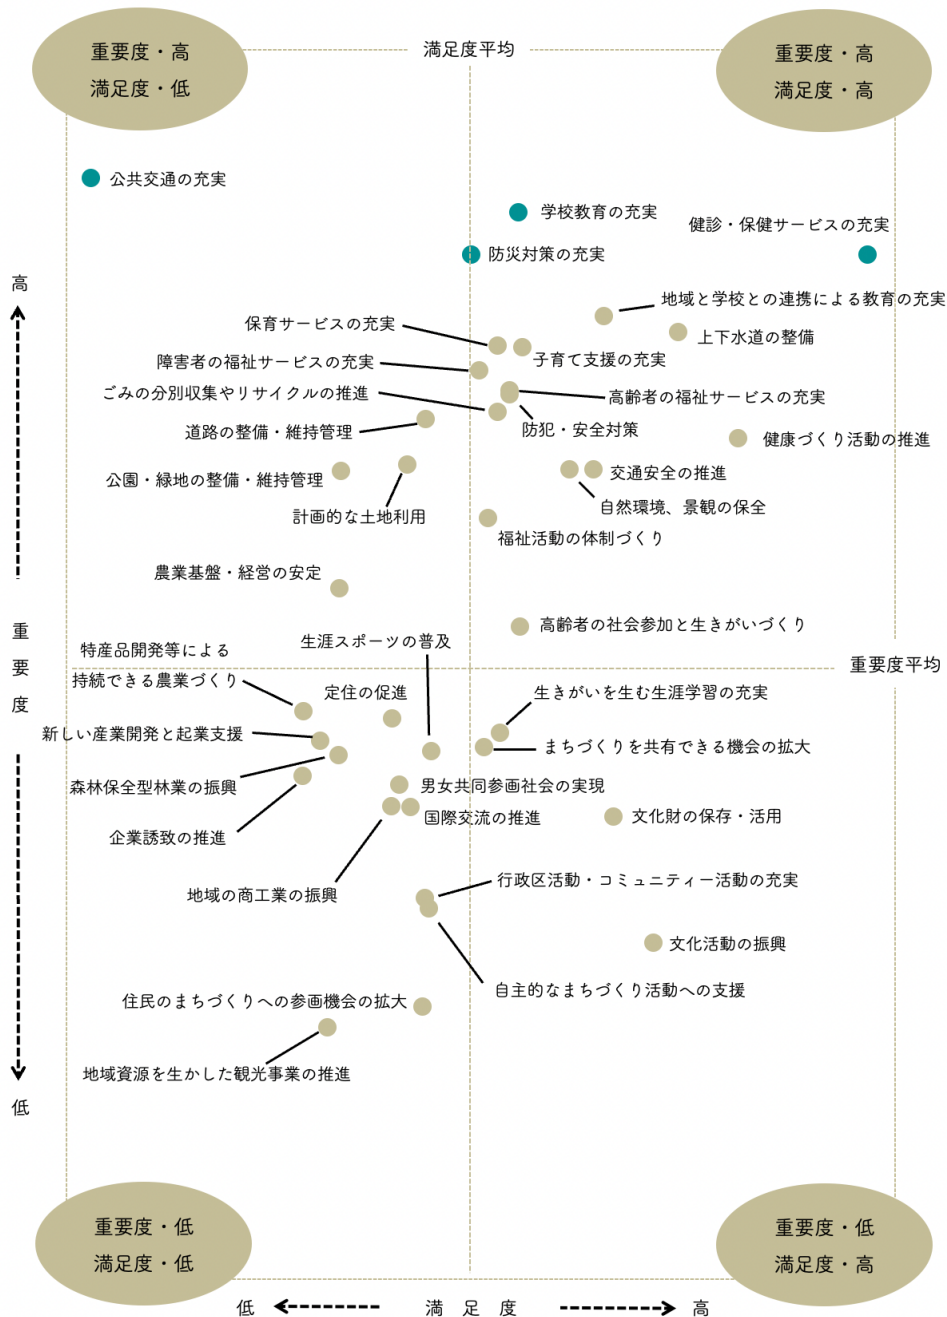 重要度・高
満足度・低
満足度平均
重要度・高
満足度・高
公共交通の充実
学校教育の充実
健診・保健サービスの充実
防災対策の充実
高
地域と学校との連携による教育の充実
保育サービスの充実
上下水道の整備
子育て支援の充実
障害者の福祉サービスの充実
ごみの分別収集やリサイクルの推進
高齢者の福祉サービスの充実
防犯・安全対策
道路の整備・維持管理
健康づくり活動の推進
公園・緑地の整備・維持管理
交通安全の推進
自然環境、景観の保全
計画的な土地利用
福祉活動の体制づくり
農業基盤・経営の安定
高齢者の社会参加と生きがいづくり
重要度
生涯スポーツの普及
特産品開発等による
持続できる農業づくり
重要度平均
定住の促進
生きがいを生む生涯学習の充実
新しい産業開発と起業支援
まちづくりを共有できる機会の拡大
森林保全型林業の振興
男女共同参画社会の実現
企業誘致の推進
国際交流の推進
文化財の保存・活用
地域の商工業の振興
行政区活動・コミュニティー活動の充実
文化活動の振興
自主的なまちづくり活動への支援
住民のまちづくりへの参画機会の拡大
地域資源を生かした観光事業の推進
低
重要度・低
満足度・低
重要度・低
満足度・高
低
満足度
高